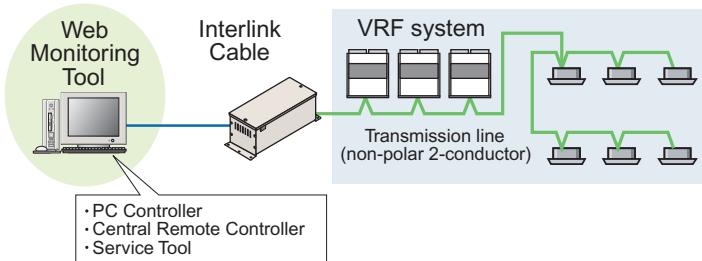 Web
Monitoring
Tool
Interlink
Cable
VRF system
Transmission line
(non-polar 2-conductor)
・PC Controller
・Central Remote Controller
・Service Tool